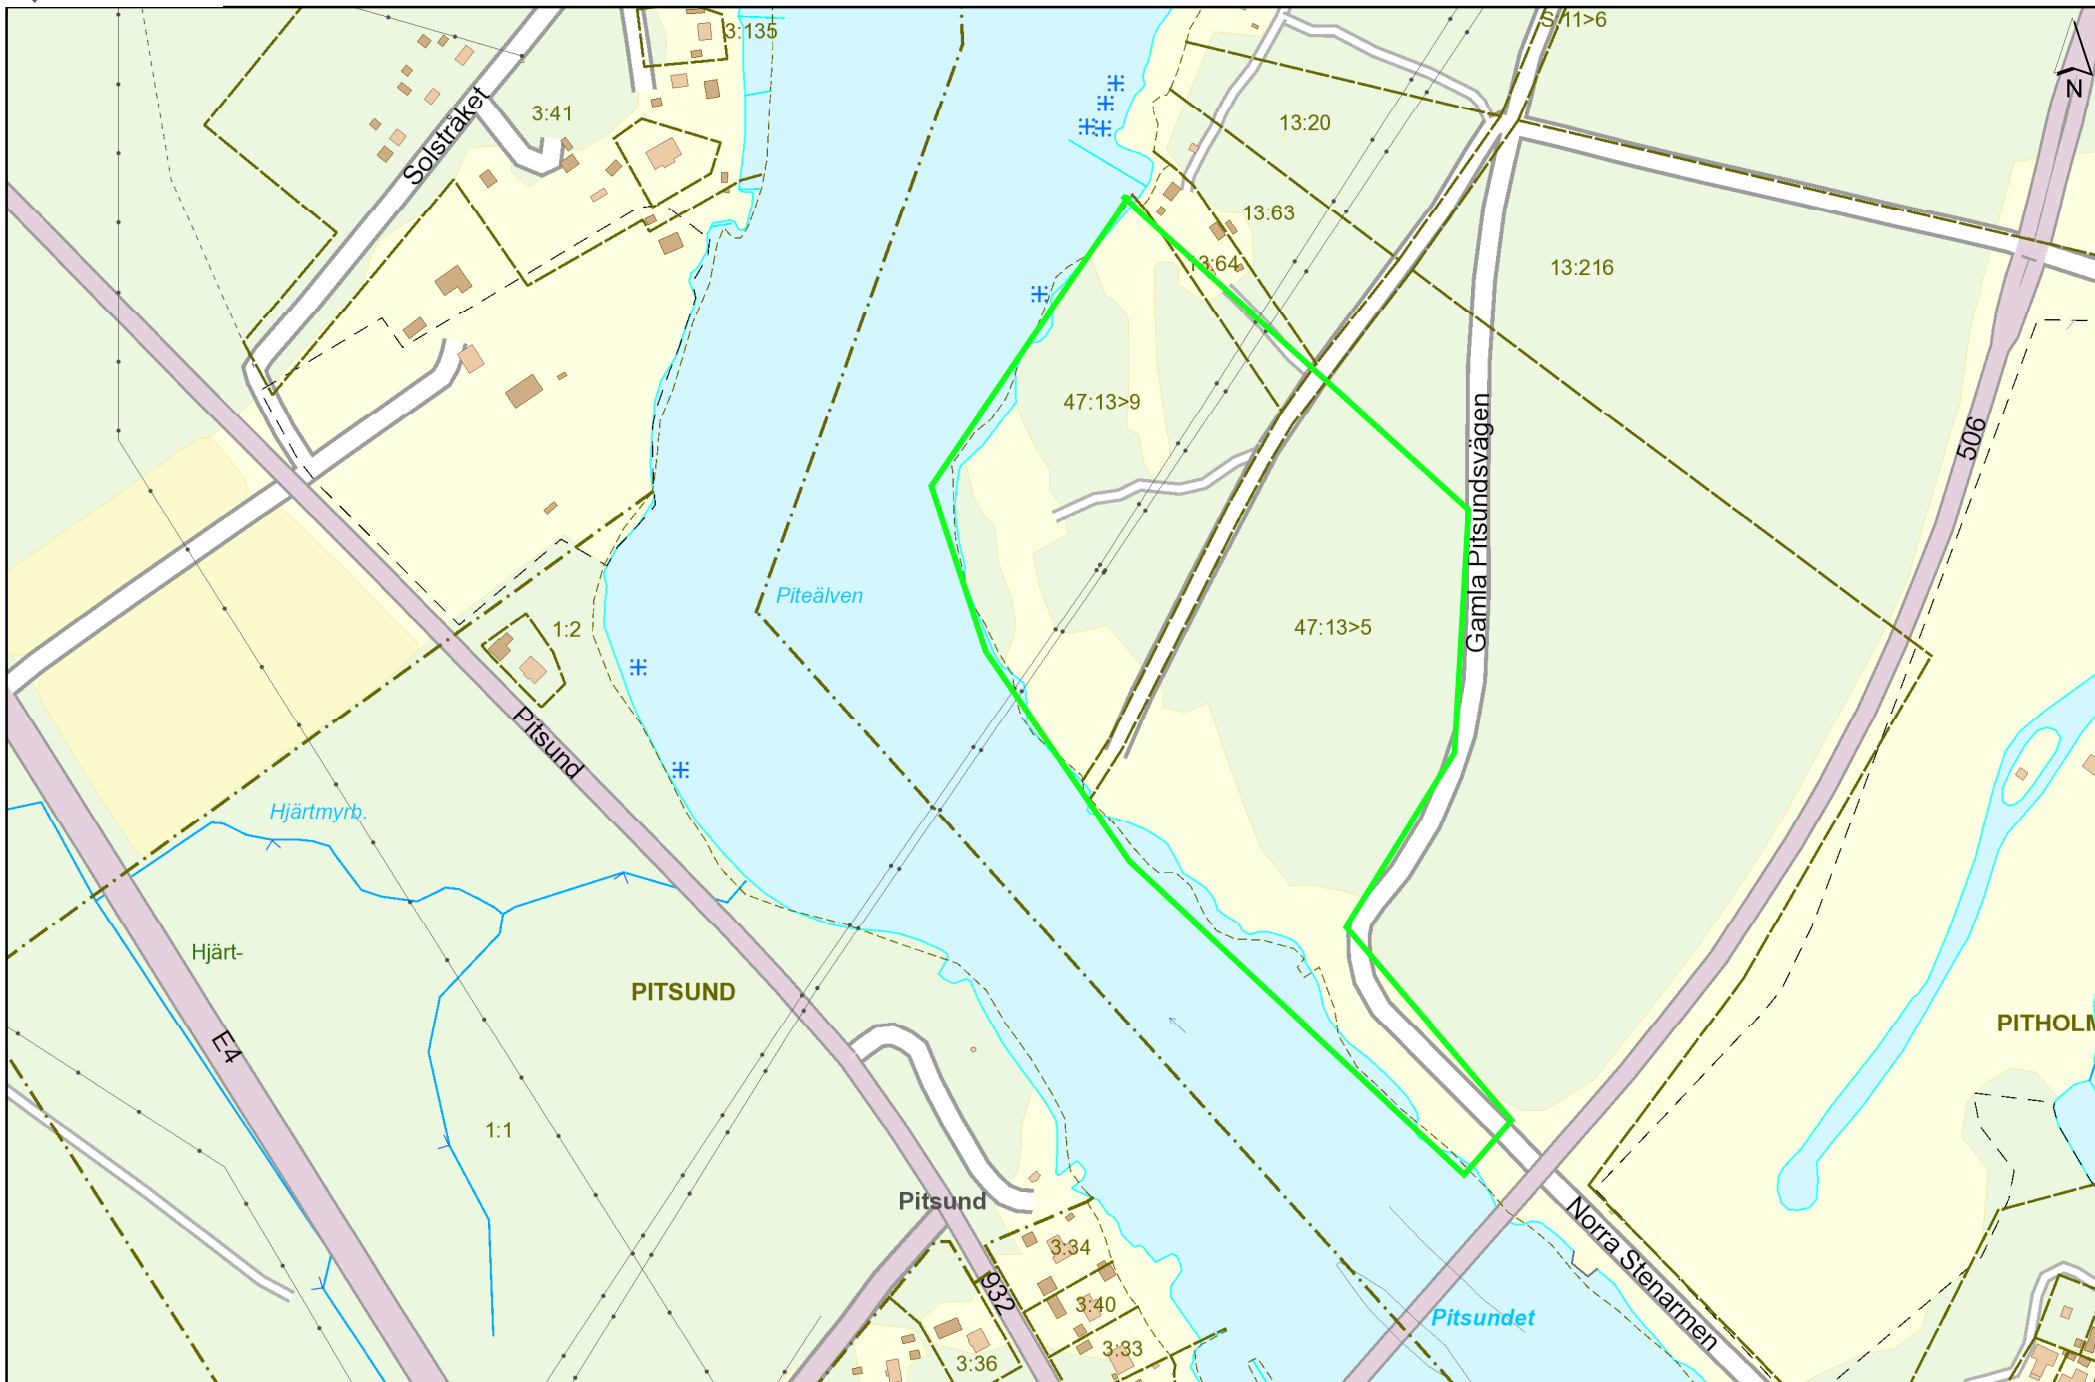 3:135
S:11>6
N
3:41
Solstråket
13:20
13:63
13:64
13:216
47:13>9
506
Gamla Pitsundsvägen
Piteälven
1:2
47:13>5
Pitsund
Hjärtmyrb.
Hjärt-
PITSUND
E4
PITHOLM
1:1
Pitsund
3:34
932
3:40
Norra Stenarmen
Pitsundet
3:33
3:36